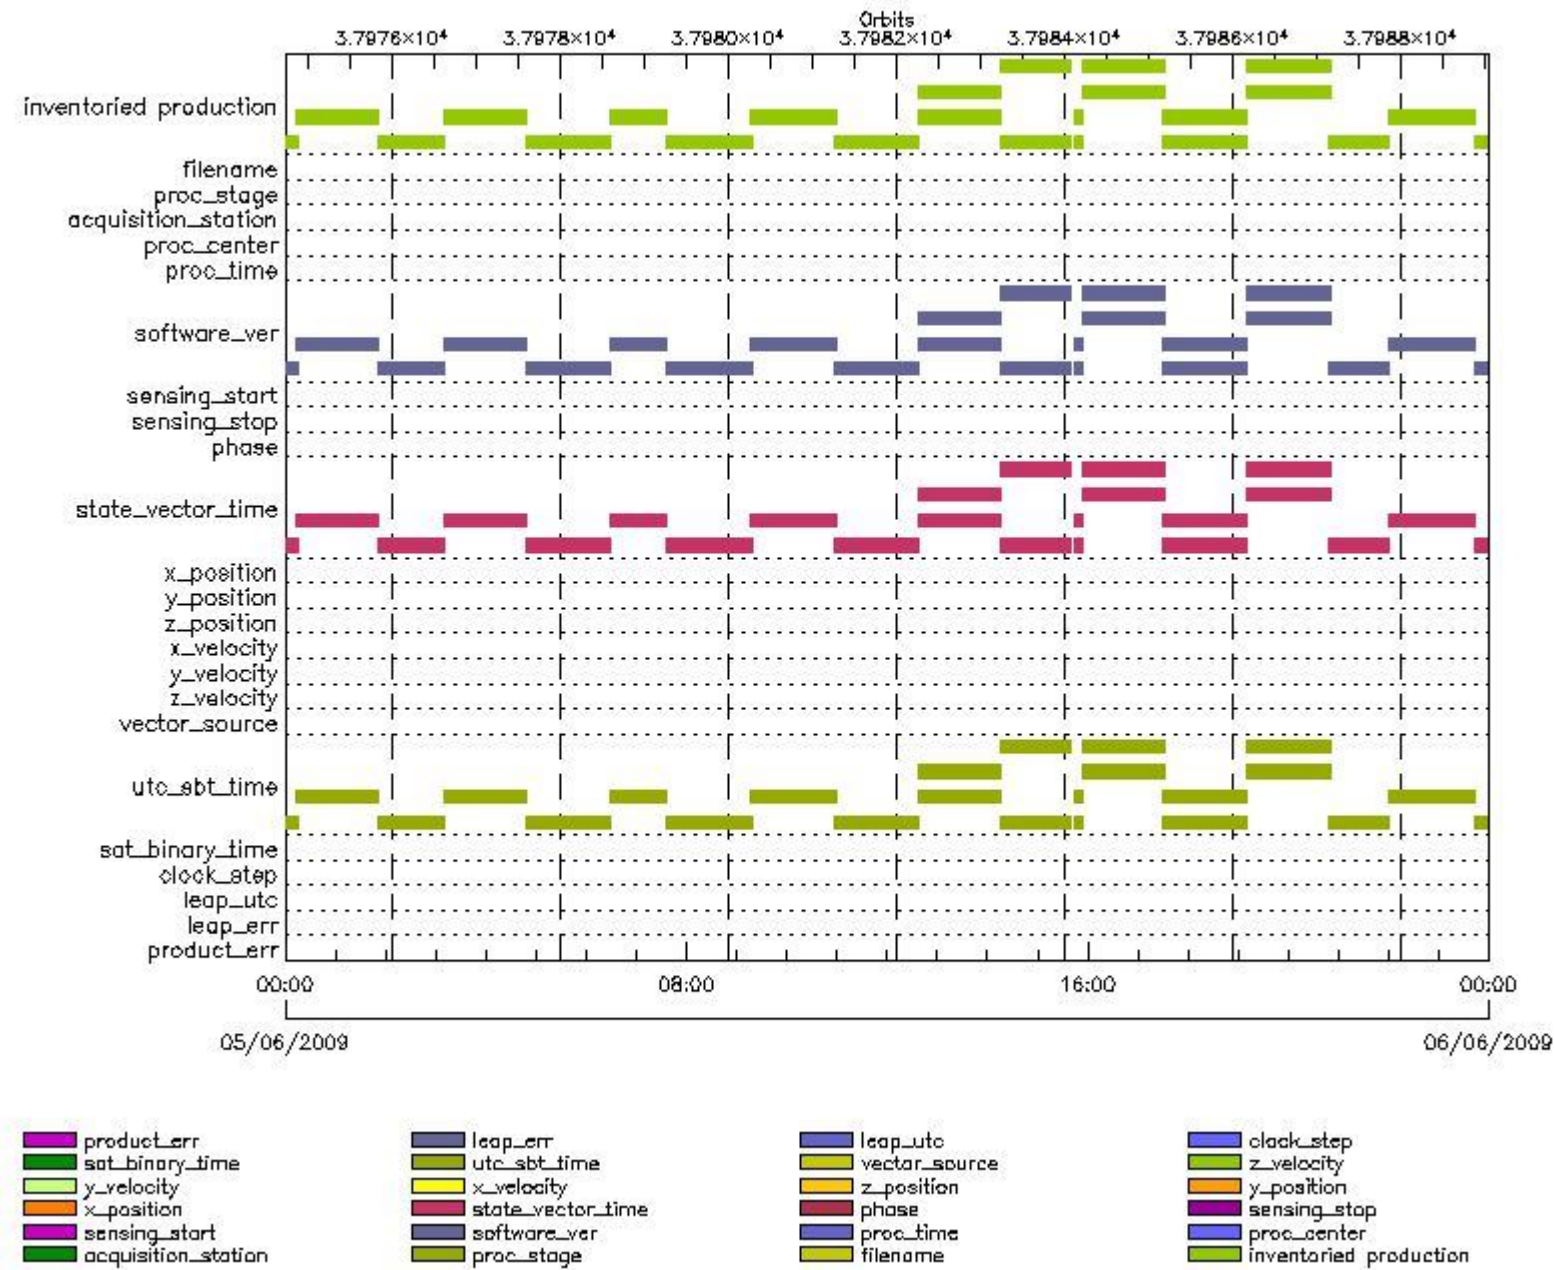 Orbits
3.7976×10⁴ 3.7978×10⁴ 3.7980×10⁴ 3.7982×10⁴ 3.7984×10⁴ 3.7986×10⁴ 3.7988×10⁴
inventoried production
filename
proc_stage
acquisition_station
proc_center
proc_time
software_ver
sensing_start
sensing_stop
phase
state_vector_time
x_position
y_position
z_position
x_velocity
y_velocity
z_velocity
vector_source
utc_sbt_time
sat_binary_time
clock_step
leap_utc
leap_err
product_err
00:00 08:00 16:00 00:00
05/06/2009 06/06/2009
product_err leap_err leap_utc clock_step
sat_binary_time utc_sbt_time vector_source z_velocity
y_velocity x_velocity z_position y_position
x_position state_vector_time phase sensing_stop
sensing_start software_ver proc_time proc_center
acquisition_station proc_stage filename inventoried production